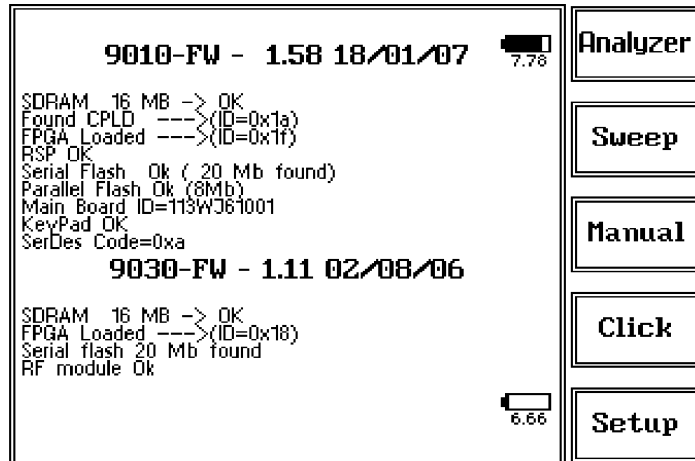 9010-FW - 1.58 18/01/07
7.78
SDRAM 16 MB -> OK
Found CPLD --->(ID=0x1a)
FPGA Loaded --->(ID=0x1f)
RSP OK
Serial Flash Ok ( 20 Mb found)
Parallel Flash Ok (8Mb)
Main Board ID=113WJ61001
KeyPad OK
SerDes Code=0xa
9030-FW - 1.11 02/08/06
SDRAM 16 MB -> OK
FPGA Loaded --->(ID=0x18)
Serial flash 20 Mb found
RF module Ok
6.66
Analyzer
Sweep
Manual
Click
Setup